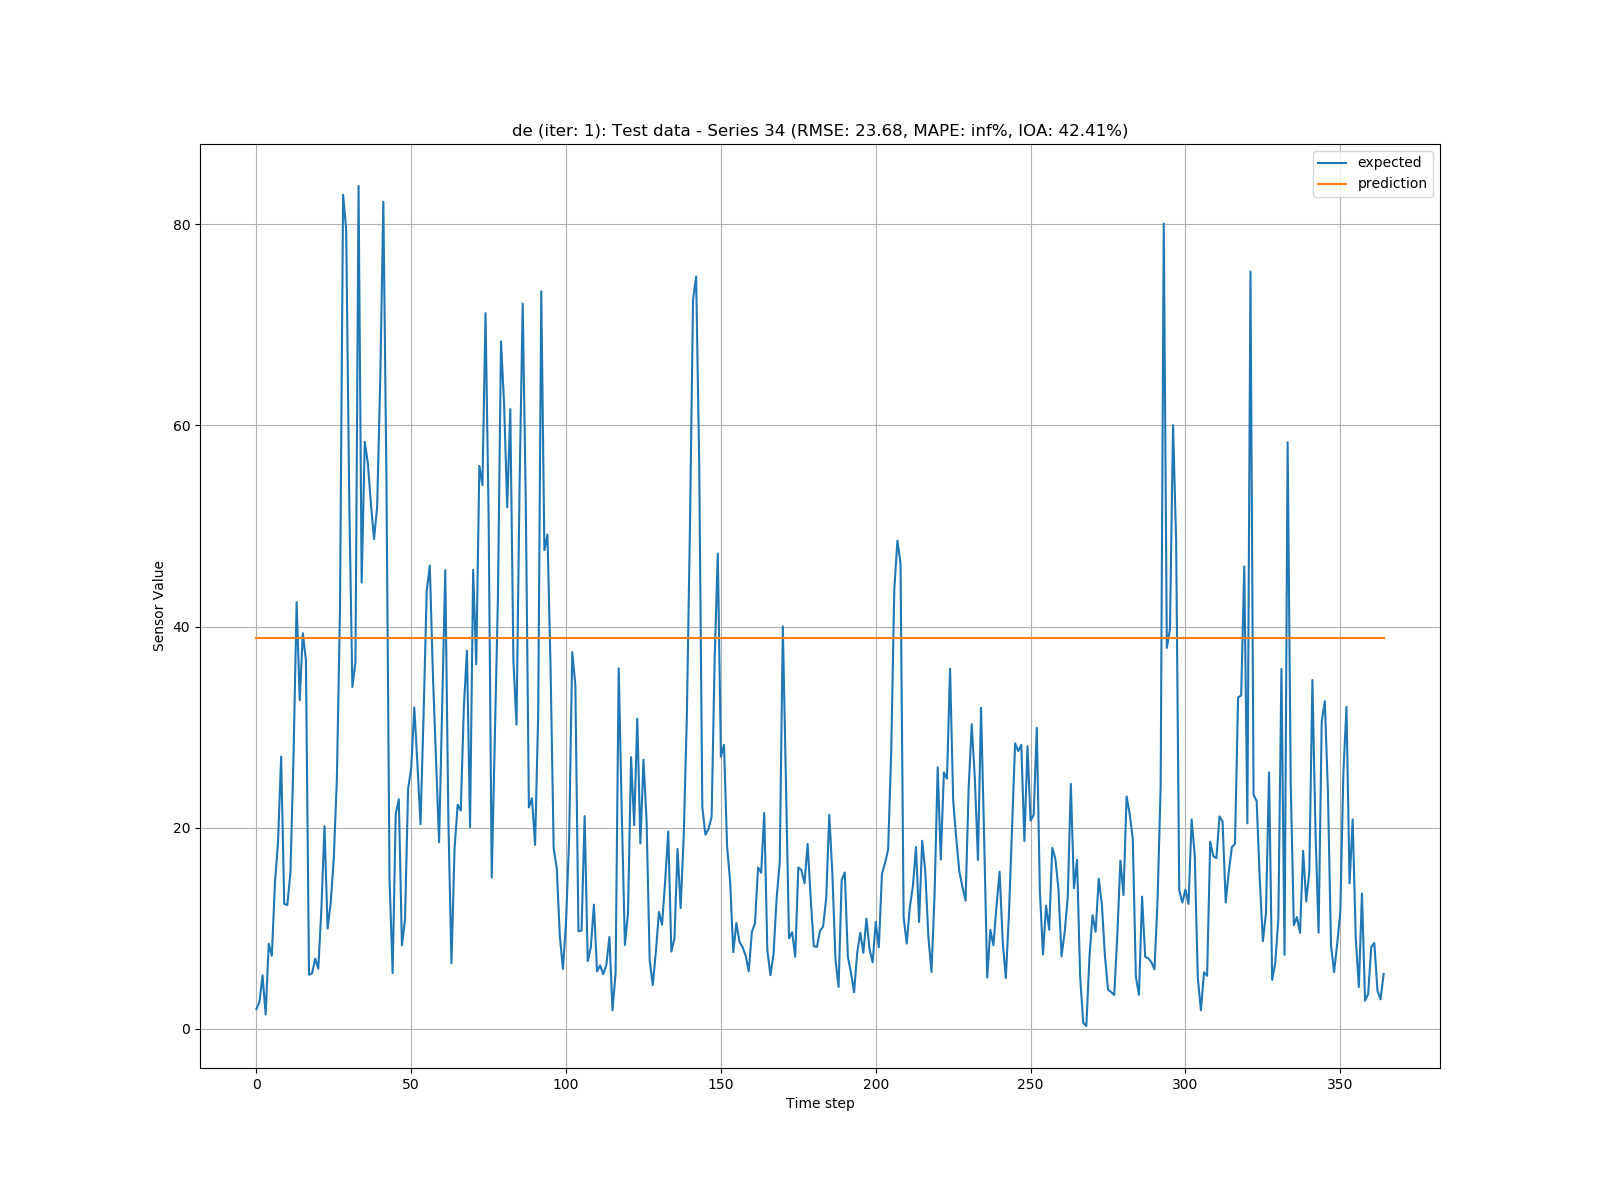 de (iter: 1): Test data - Series 34 (RMSE: 23.68, MAPE: inf%, IOA: 42.41%)
expected
prediction
80
60
40
20
0
Sensor Value
0 50 100 150 200 250 300 350
Time step